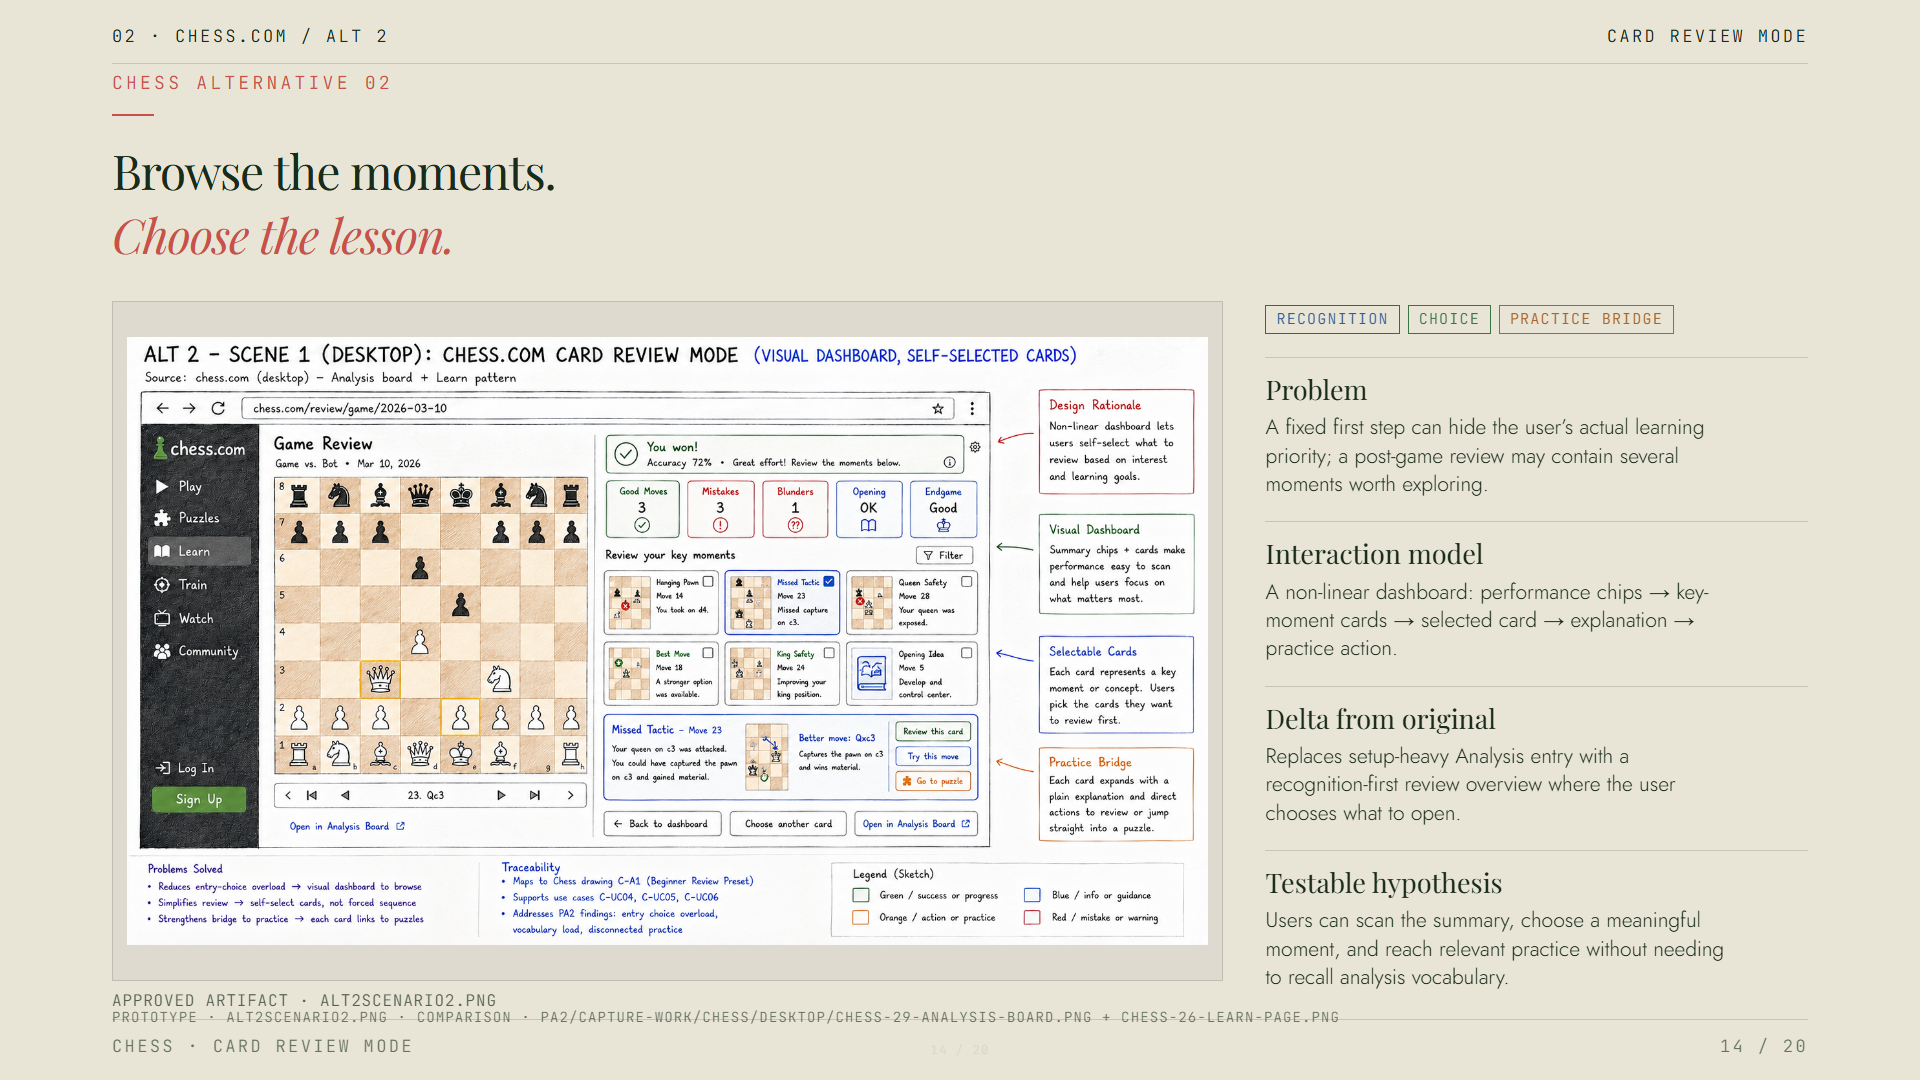 02 · CHESS.COM / ALT 2
CARD REVIEW MODE
CHESS ALTERNATIVE 02
Browse the moments.
Choose the lesson.
ALT 2 – SCENE 1 (DESKTOP): CHESS.COM CARD REVIEW MODE (VISUAL DASHBOARD, SELF-SELECTED CARDS)
Source: chess.com (desktop) – Analysis board + Learn pattern
chess.com/review/game/2026-03-10
chess.com
Play
Puzzles
Learn
Train
Watch
Community
Log In
Sign Up
Game Review
Game vs. Bot • Mar 10, 2026
8
7
6
5
4
3
2
1
a b c d e f g h
23. Qc3
Open in Analysis Board
You won!
Accuracy 72% • Great effort! Review the moments below.
Good Moves
3
Mistakes
3
!
Blunders
1
??
Opening
OK
Endgame
Good
Review your key moments
Filter
Hanging Pawn
Move 14
You took on d4.
Missed Tactic
Move 23
Missed capture
on c3.
Queen Safety
Move 28
Your queen was
exposed.
Best Move
Move 18
A stronger option
was available.
King Safety
Move 24
Improving your
king position.
Opening Idea
Move 5
Develop and
control center.
Missed Tactic – Move 23
Your queen on c3 was attacked.
You could have captured the pawn
on c3 and gained material.
Better move: Qxc3
Captures the pawn on c3
and wins material.
Review this card
Try this move
Go to puzzle
← Back to dashboard
Choose another card
Open in Analysis Board
Design Rationale
Non-linear dashboard lets
users self-select what to
review based on interest
and learning goals.
Visual Dashboard
Summary chips + cards make
performance easy to scan
and help users focus on
what matters most.
Selectable Cards
Each card represents a key
moment or concept. Users
pick the cards they want
to review first.
Practice Bridge
Each card expands with a
plain explanation and direct
actions to review or jump
straight into a puzzle.
Problems Solved
• Reduces entry-choice overload → visual dashboard to browse
• Simplifies review → self-select cards, not forced sequence
• Strengthens bridge to practice → each card links to puzzles
Traceability
• Maps to Chess drawing C-A1 (Beginner Review Preset)
• Supports use cases C-UC04, C-UC05, C-UC06
• Addresses PA2 findings: entry choice overload,
vocabulary load, disconnected practice
Legend (Sketch)
Green / success or progress
Blue / info or guidance
Orange / action or practice
Red / mistake or warning
RECOGNITION
CHOICE
PRACTICE BRIDGE
Problem
A fixed first step can hide the user’s actual learning
priority; a post-game review may contain several
moments worth exploring.
Interaction model
A non-linear dashboard: performance chips → key-
moment cards → selected card → explanation →
practice action.
Delta from original
Replaces setup-heavy Analysis entry with a
recognition-first review overview where the user
chooses what to open.
Testable hypothesis
Users can scan the summary, choose a meaningful
moment, and reach relevant practice without needing
to recall analysis vocabulary.
APPROVED ARTIFACT · ALT2SCENARIO2.PNG
PROTOTYPE · ALT2SCENARIO2.PNG · COMPARISON · PA2/CAPTURE-WORK/CHESS/DESKTOP/CHESS-29-ANALYSIS-BOARD.PNG + CHESS-26-LEARN-PAGE.PNG
CHESS · CARD REVIEW MODE
14 / 20
14 / 20